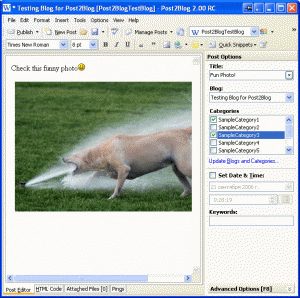 * Testing Blog for Post2Blog [Post2BlogTestBlog] - Post2Blog 2.00 RC
File Edit Format Insert Tools Options View Help
Publish New Post Manage Posts Post2BlogTestBlog
Times New Roman 8 pt Quick Snippets
Check this funny photo
Post Options
Title:
Fun Photo!
Blog:
Testing Blog for Post2Blog
Categories
SampleCategory1
SampleCategory2
SampleCategory3
SampleCategory4
SampleCategory5
Update Blogs and Categories...
Set Date & Time:
21 сентября 2006 г.
0:28:19
Keywords:
Advanced Options [F8]
Post Editor HTML Code Attached Files [0] Pings